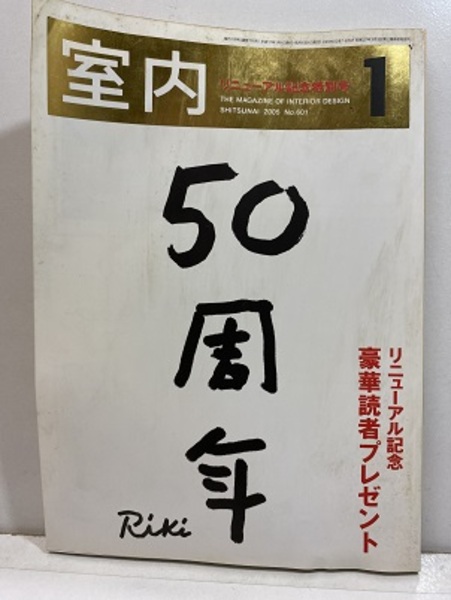 室内
リニューアル記念特別号
THE MAGAZINE OF INTERIOR DESIGN
SHITSUNAI 2005 No.601
1
50
周
年
Riki
リニューアル記念
豪華読者プレゼント